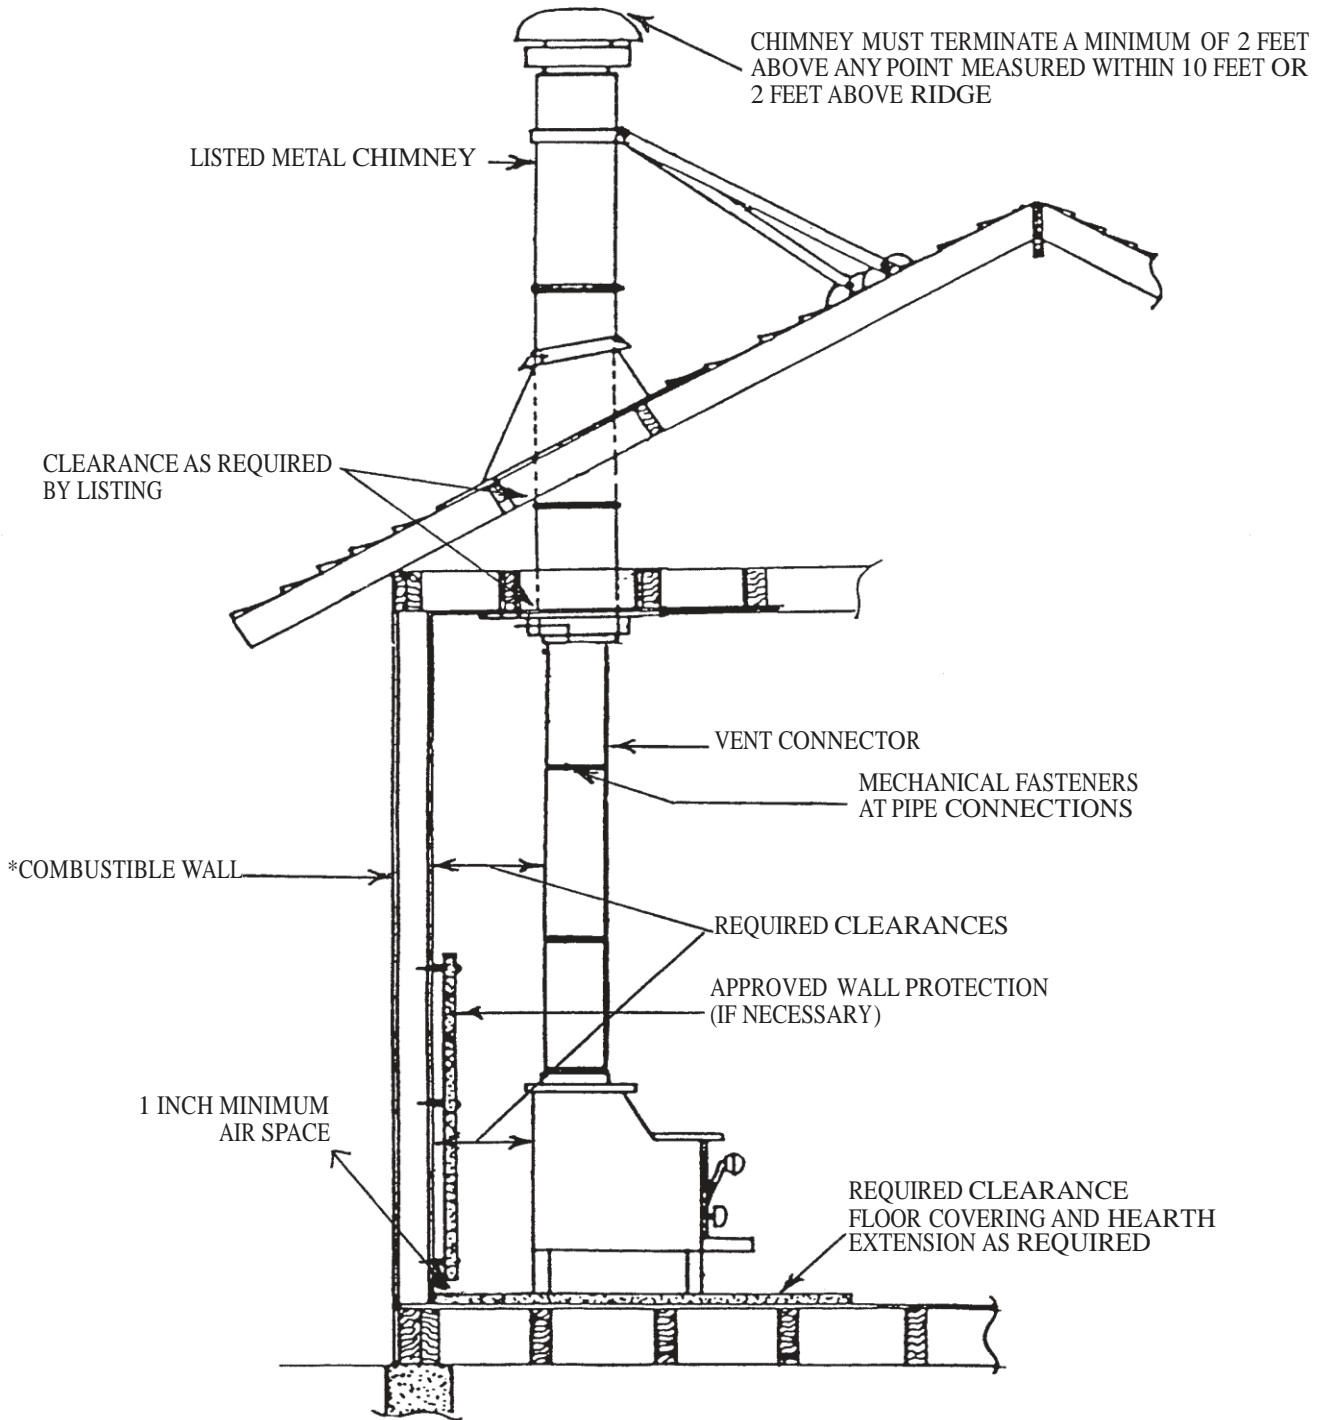 CHIMNEY MUST TERMINATE A MINIMUM OF 2 FEET
ABOVE ANY POINT MEASURED WITHIN 10 FEET OR
2 FEET ABOVE RIDGE
LISTED METAL CHIMNEY
CLEARANCE AS REQUIRED
BY LISTING
VENT CONNECTOR
MECHANICAL FASTENERS
AT PIPE CONNECTIONS
*COMBUSTIBLE WALL
REQUIRED CLEARANCES
APPROVED WALL PROTECTION
(IF NECESSARY)
1 INCH MINIMUM
AIR SPACE
REQUIRED CLEARANCE
FLOOR COVERING AND HEARTH
EXTENSION AS REQUIRED